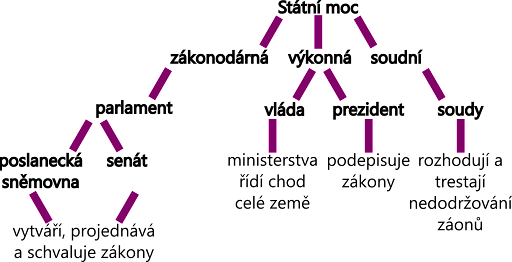 Státní moc
zákonodárná výkonná soudní
parlament vláda prezident soudy
poslanecká
sněmovna
senát
vytváří, projednává
a schvaluje zákony
ministerstva
řídí chod
celé země
podepisuje
zákony
rozhodují a
trestají
nedodržování
záonů